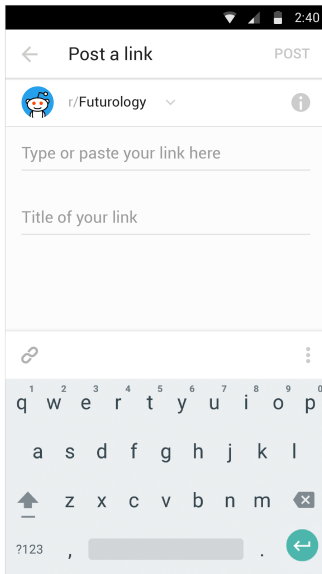 2:40
Post a link POST
r/Futurology
Type or paste your link here
Title of your link
1 2 3 4 5 6 7 8 9 0
q w e r t y u i o p
a s d f g h j k l
z x c v b n m
?123 , .